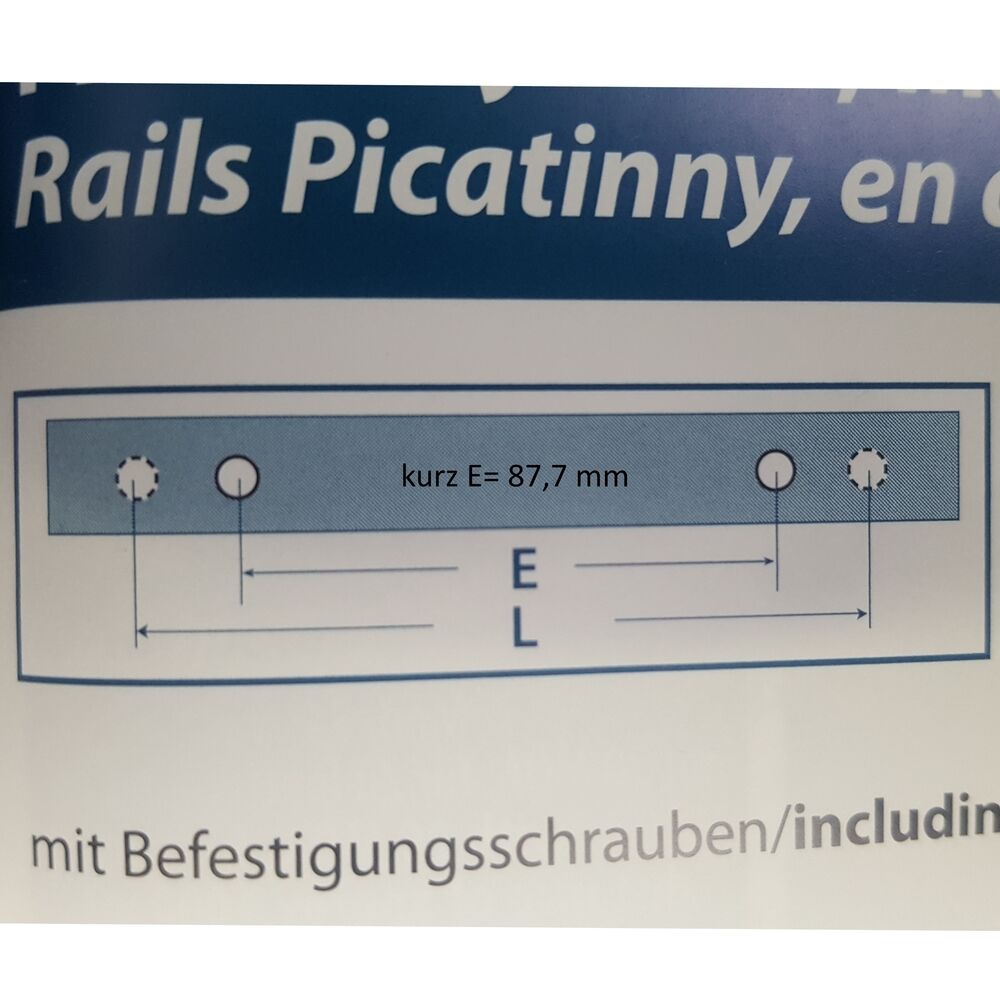 Rails Picatinny, en
kurz E= 87,7 mm
E
L
mit Befestigungsschrauben/includin